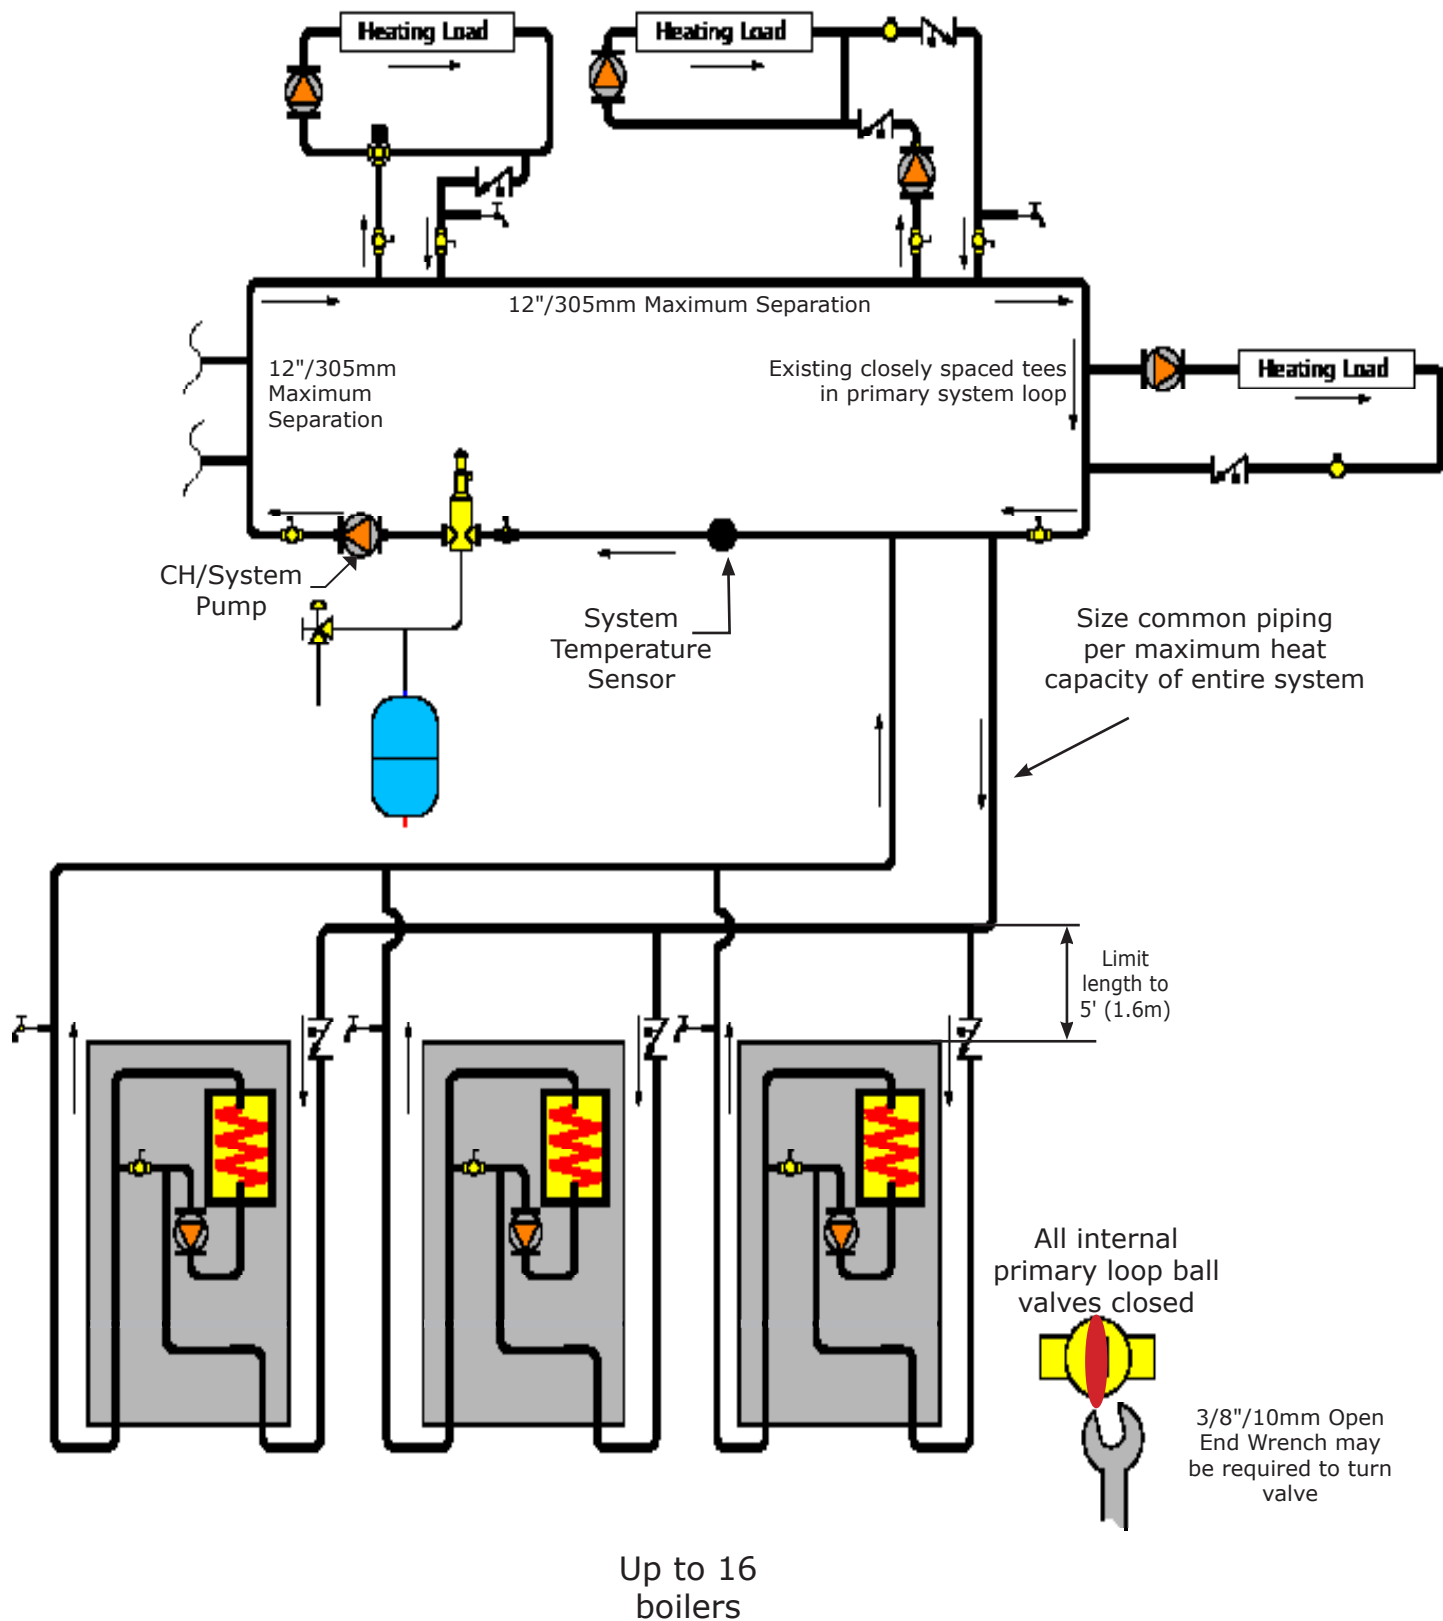 Heating Load
Heating Load
12"/305mm Maximum Separation
12"/305mm
Maximum
Separation
Existing closely spaced tees
in primary system loop
Heating Load
CH/System
Pump
System
Temperature
Sensor
Size common piping
per maximum heat
capacity of entire system
Limit
length to
5' (1.6m)
All internal
primary loop ball
valves closed
3/8"/10mm Open
End Wrench may
be required to turn
valve
Up to 16
boilers